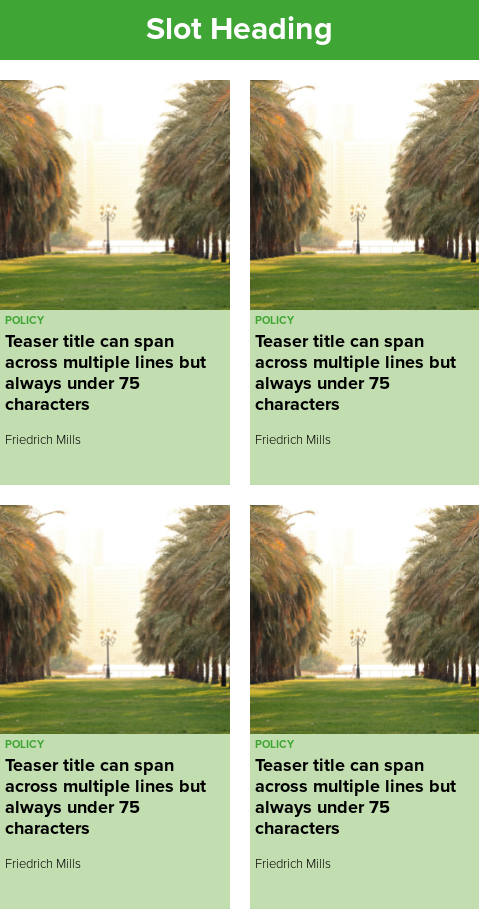 Slot Heading
POLICY
Teaser title can span
across multiple lines but
always under 75
characters
Friedrich Mills
POLICY
Teaser title can span
across multiple lines but
always under 75
characters
Friedrich Mills
POLICY
Teaser title can span
across multiple lines but
always under 75
characters
Friedrich Mills
POLICY
Teaser title can span
across multiple lines but
always under 75
characters
Friedrich Mills